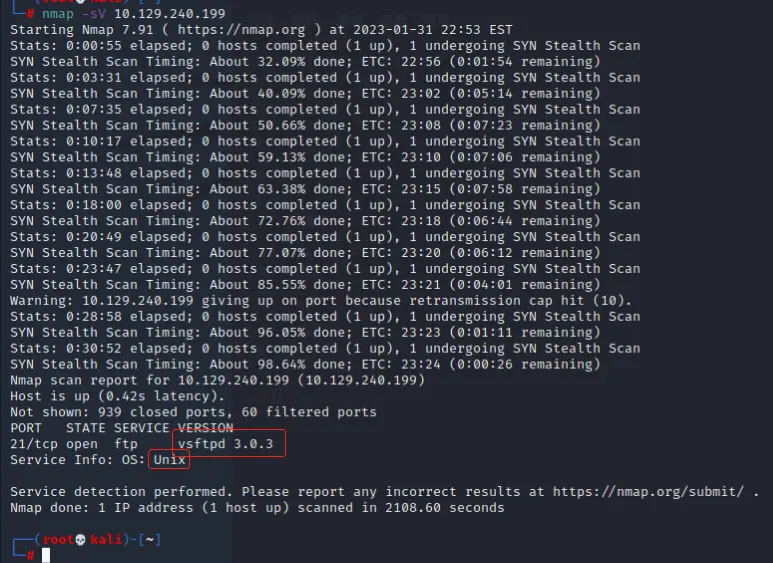 └─# nmap -sV 10.129.240.199
Starting Nmap 7.91 ( https://nmap.org ) at 2023-01-31 22:53 EST
Stats: 0:00:55 elapsed; 0 hosts completed (1 up), 1 undergoing SYN Stealth Scan
SYN Stealth Scan Timing: About 32.09% done; ETC: 22:56 (0:01:54 remaining)
Stats: 0:03:31 elapsed; 0 hosts completed (1 up), 1 undergoing SYN Stealth Scan
SYN Stealth Scan Timing: About 40.09% done; ETC: 23:02 (0:05:14 remaining)
Stats: 0:07:35 elapsed; 0 hosts completed (1 up), 1 undergoing SYN Stealth Scan
SYN Stealth Scan Timing: About 50.66% done; ETC: 23:08 (0:07:23 remaining)
Stats: 0:10:17 elapsed; 0 hosts completed (1 up), 1 undergoing SYN Stealth Scan
SYN Stealth Scan Timing: About 59.13% done; ETC: 23:10 (0:07:06 remaining)
Stats: 0:13:48 elapsed; 0 hosts completed (1 up), 1 undergoing SYN Stealth Scan
SYN Stealth Scan Timing: About 63.38% done; ETC: 23:15 (0:07:58 remaining)
Stats: 0:18:00 elapsed; 0 hosts completed (1 up), 1 undergoing SYN Stealth Scan
SYN Stealth Scan Timing: About 72.76% done; ETC: 23:18 (0:06:44 remaining)
Stats: 0:20:49 elapsed; 0 hosts completed (1 up), 1 undergoing SYN Stealth Scan
SYN Stealth Scan Timing: About 77.07% done; ETC: 23:20 (0:06:12 remaining)
Stats: 0:23:47 elapsed; 0 hosts completed (1 up), 1 undergoing SYN Stealth Scan
SYN Stealth Scan Timing: About 85.55% done; ETC: 23:21 (0:04:01 remaining)
Warning: 10.129.240.199 giving up on port because retransmission cap hit (10).
Stats: 0:28:58 elapsed; 0 hosts completed (1 up), 1 undergoing SYN Stealth Scan
SYN Stealth Scan Timing: About 96.05% done; ETC: 23:23 (0:01:11 remaining)
Stats: 0:30:52 elapsed; 0 hosts completed (1 up), 1 undergoing SYN Stealth Scan
SYN Stealth Scan Timing: About 98.64% done; ETC: 23:24 (0:00:26 remaining)
Nmap scan report for 10.129.240.199 (10.129.240.199)
Host is up (0.42s latency).
Not shown: 939 closed ports, 60 filtered ports
PORT   STATE SERVICE VERSION
21/tcp open  ftp     vsftpd 3.0.3
Service Info: OS: Unix
Service detection performed. Please report any incorrect results at https://nmap.org/submit/ .
Nmap done: 1 IP address (1 host up) scanned in 2108.60 seconds
┌──(root💀kali)-[~]
└─#